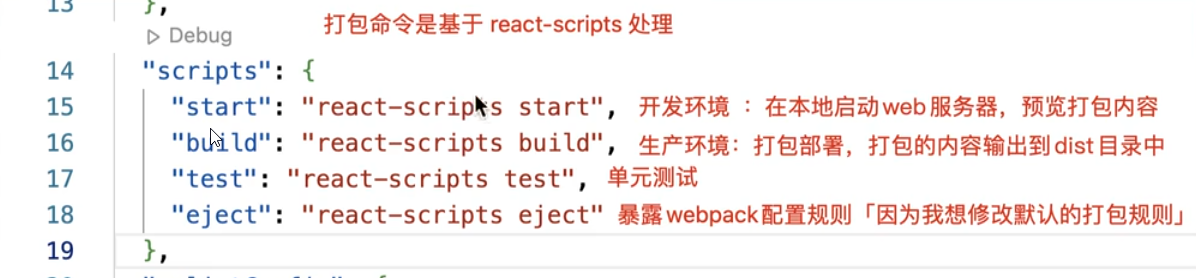 13 },
▷ Debug 打包命令是基于 react-scripts 处理
14 "scripts": {
15 "start": "react-scripts start", 开发环境 ：在本地启动web服务器，预览打包内容
16 "build": "react-scripts build", 生产环境：打包部署，打包的内容输出到dist目录中
17 "test": "react-scripts test", 单元测试
18 "eject": "react-scripts eject" 暴露webpack配置规则「因为我想修改默认的打包规则」
19 },